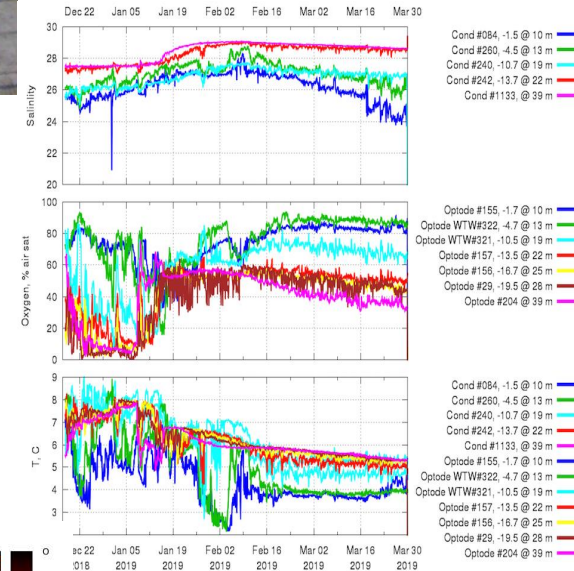 Dec 22 Jan 05 Jan 19 Feb 02 Feb 16 Mar 02 Mar 16 Mar 30
30
28
26
24
22
20
Salinity
Cond #084, -1.5 @ 10 m
Cond #260, -4.5 @ 13 m
Cond #240, -10.7 @ 19 m
Cond #242, -13.7 @ 22 m
Cond #1133, @ 39 m
100
80
60
40
20
0
Oxygen, % air sat
Optode #155, -1.7 @ 10 m
Optode WTW#322, -4.7 @ 13 m
Optode WTW#321, -10.5 @ 19 m
Optode #157, -13.5 @ 22 m
Optode #156, -16.7 @ 25 m
Optode #29, -19.5 @ 28 m
Optode #204 @ 39 m
9
8
7
6
5
4
3
T, C
Cond #084, -1.5 @ 10 m
Cond #260, -4.5 @ 13 m
Cond #240, -10.7 @ 19 m
Cond #242, -13.7 @ 22 m
Cond #1133, @ 39 m
Optode #155, -1.7 @ 10 m
Optode WTW#322, -4.7 @ 13 m
Optode WTW#321, -10.5 @ 19 m
Optode #157, -13.5 @ 22 m
Optode #156, -16.7 @ 25 m
Optode #29, -19.5 @ 28 m
Optode #204 @ 39 m
ec 22 Jan 05 Jan 19 Feb 02 Feb 16 Mar 02 Mar 16 Mar 30
018 2019 2019 2019 2019 2019 2019 2019
o